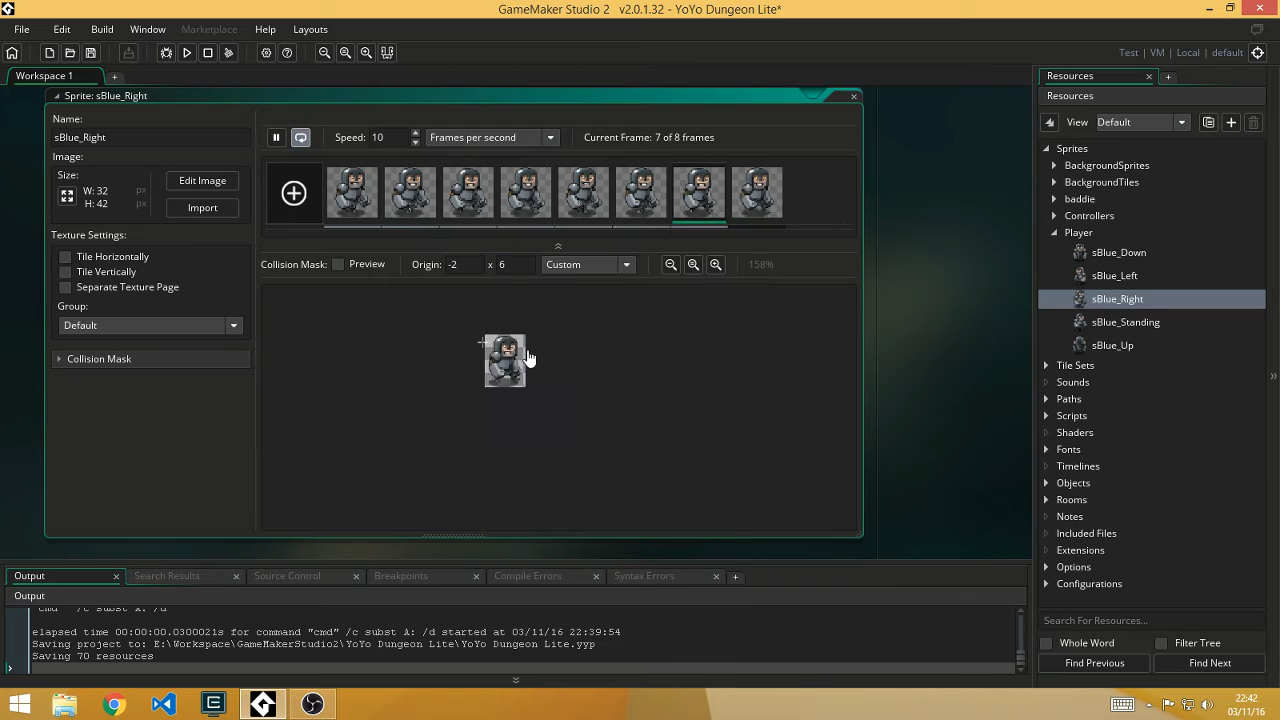 GameMaker Studio 2 v2.0.1.32 - YoYo Dungeon Lite*
File Edit Build Window Marketplace Help Layouts
Test | VM | Local | default
Workspace 1
Sprite: sBlue_Right
Name:
sBlue_Right
Image:
Size:
W: 32 px
H: 42 px
Edit Image
Import
Texture Settings:
Tile Horizontally
Tile Vertically
Separate Texture Page
Group:
Default
Collision Mask
Speed: 10 Frames per second Current Frame: 7 of 8 frames
Collision Mask: Preview Origin: -2 x 6 Custom 158%
Resources
Resources
View Default
Sprites
BackgroundSprites
BackgroundTiles
baddie
Controllers
Player
sBlue_Down
sBlue_Left
sBlue_Right
sBlue_Standing
sBlue_Up
Tile Sets
Sounds
Paths
Scripts
Shaders
Fonts
Timelines
Objects
Rooms
Notes
Included Files
Extensions
Options
Configurations
Search For Resources...
Whole Word Filter Tree
Find Previous Find Next
Output Search Results Source Control Breakpoints Compile Errors Syntax Errors
Output
elapsed time 00:00:00.0300021s for command "cmd" /c subst A: /d started at 03/11/16 22:39:54
Saving project to: E:\Workspace\GameMakerStudio2\YoYo Dungeon Lite\YoYo Dungeon Lite.yyp
Saving 70 resources
22:42
03/11/16